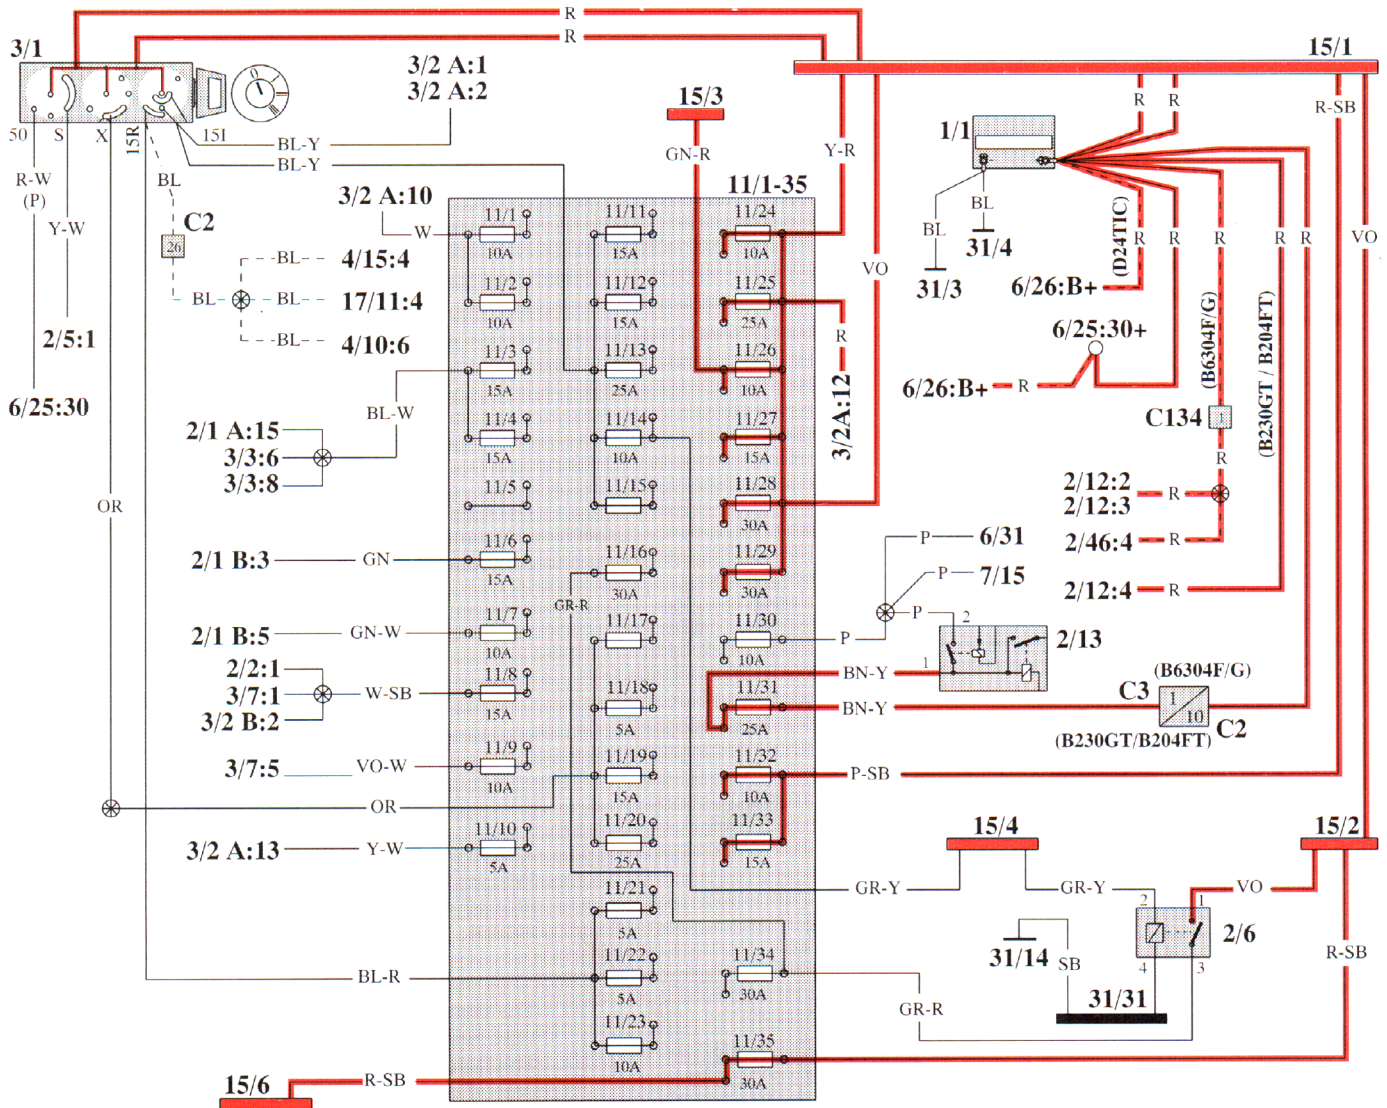 R
R
3/1
3/2 A:1
3/2 A:2
15/1
15/3
R
R
R-SB
1/1
50
S
X
15R
15I
BL-Y
BL-Y
GN-R
Y-R
R-W
(P)
BL
3/2 A:10
11/1-35
C2
26
Y-W
W
BL
BL
31/4
31/3
(D24TIC)
R
R
R
R
R
VO
BL
4/15:4
BL
BL
17/11:4
BL
4/10:6
6/26:B+
6/25:30+
6/26:B+
R
(B6304F/G)
(B230GT / B204FT)
VO
R
3/2A:12
2/5:1
6/25:30
BL-W
2/1 A:15
3/3:6
3/3:8
C134
1
R
2/12:2
2/12:3
R
2/46:4
R
2/12:4
R
OR
2/1 B:3
GN
2/1 B:5
GN-W
2/2:1
3/7:1
3/2 B:2
W-SB
3/7:5
VO-W
OR
3/2 A:13
Y-W
11/1
10A
11/2
10A
11/3
15A
11/4
15A
11/5
11/6
15A
11/7
10A
11/8
15A
11/9
10A
11/10
5A
11/11
15A
11/12
15A
11/13
25A
11/14
10A
11/15
11/16
30A
GR-R
11/17
11/18
5A
11/19
15A
11/20
25A
11/21
5A
11/22
5A
11/23
10A
11/24
10A
11/25
25A
11/26
10A
11/27
15A
11/28
30A
11/29
30A
11/30
10A
11/31
25A
11/32
10A
11/33
15A
11/34
30A
11/35
30A
P
6/31
P
7/15
P
P
2
1
2/13
BN-Y
BN-Y
(B6304F/G)
C3
1
10
C2
(B230GT/B204FT)
P-SB
15/4
15/2
GR-Y
GR-Y
VO
2
1
2/6
4
3
31/14
SB
31/31
R-SB
BL-R
GR-R
15/6
R-SB